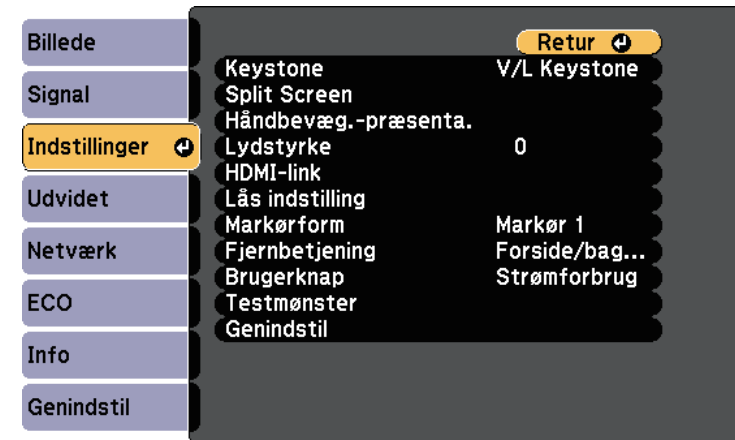 Billede
Signal
Indstillinger
Udvidet
Netværk
ECO
Info
Genindstil
Retur
Keystone V/L Keystone
Split Screen
Håndbevæg.-præsenta.
Lydstyrke 0
HDMI-link
Lås indstilling
Markørform Markør 1
Fjernbetjening Forside/bag...
Brugerknap Strømforbrug
Testmønster
Genindstil